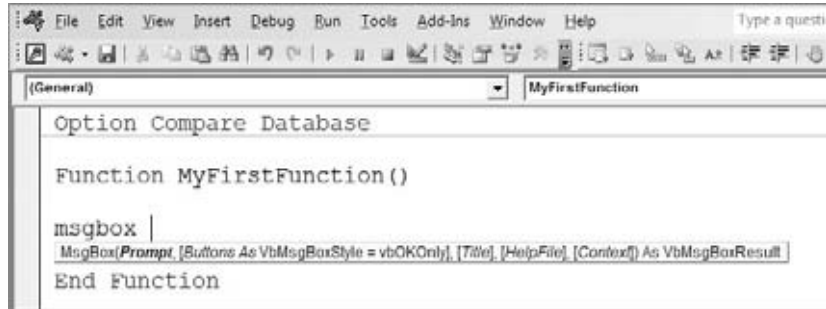 File Edit View Insert Debug Run Tools Add-Ins Window Help Type a questi
(General) MyFirstFunction
Option Compare Database
Function MyFirstFunction()
msgbox
MsgBox(Prompt, [Buttons As VbMsgBoxStyle = vbOKOnly], [Title], [HelpFile], [Context]) As VbMsgBoxResult
End Function